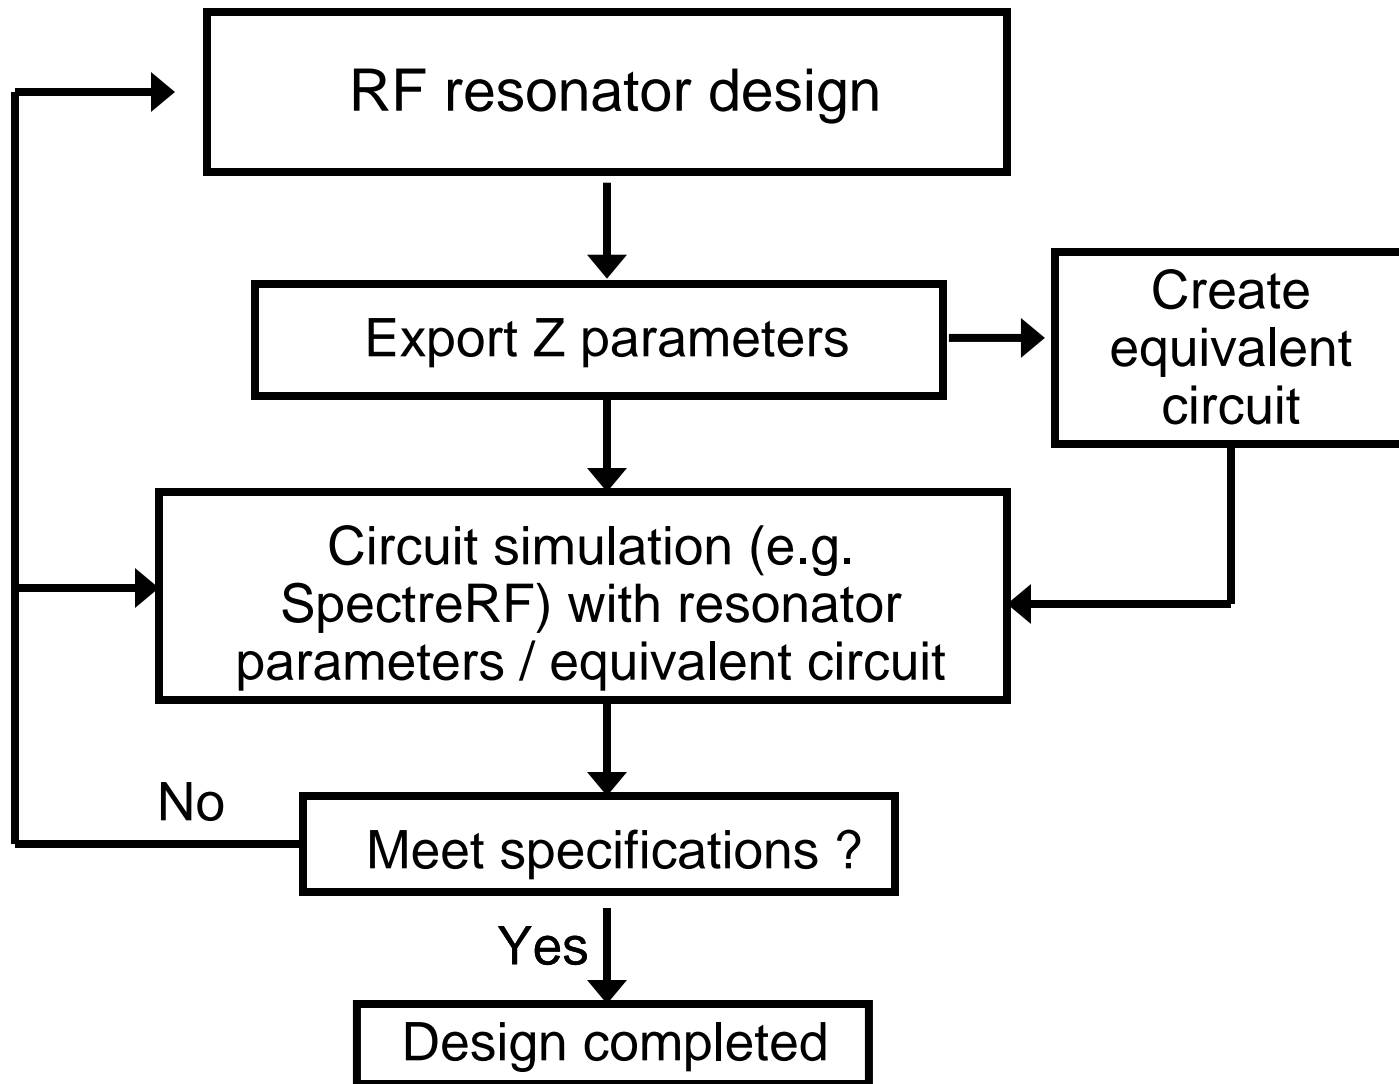 RF resonator design
Export Z parameters
Create
equivalent
circuit
Circuit simulation (e.g.
SpectreRF) with resonator
parameters / equivalent circuit
No
Meet specifications ?
Yes
Design completed